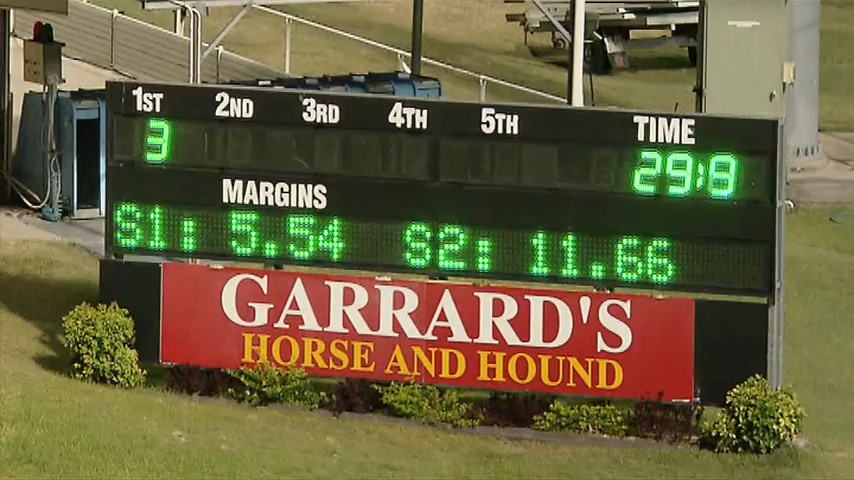 1ST 2ND 3RD 4TH 5TH TIME
3 29:8
MARGINS
S1: 5.54 S2: 11.66
GARRARD'S
HORSE AND HOUND